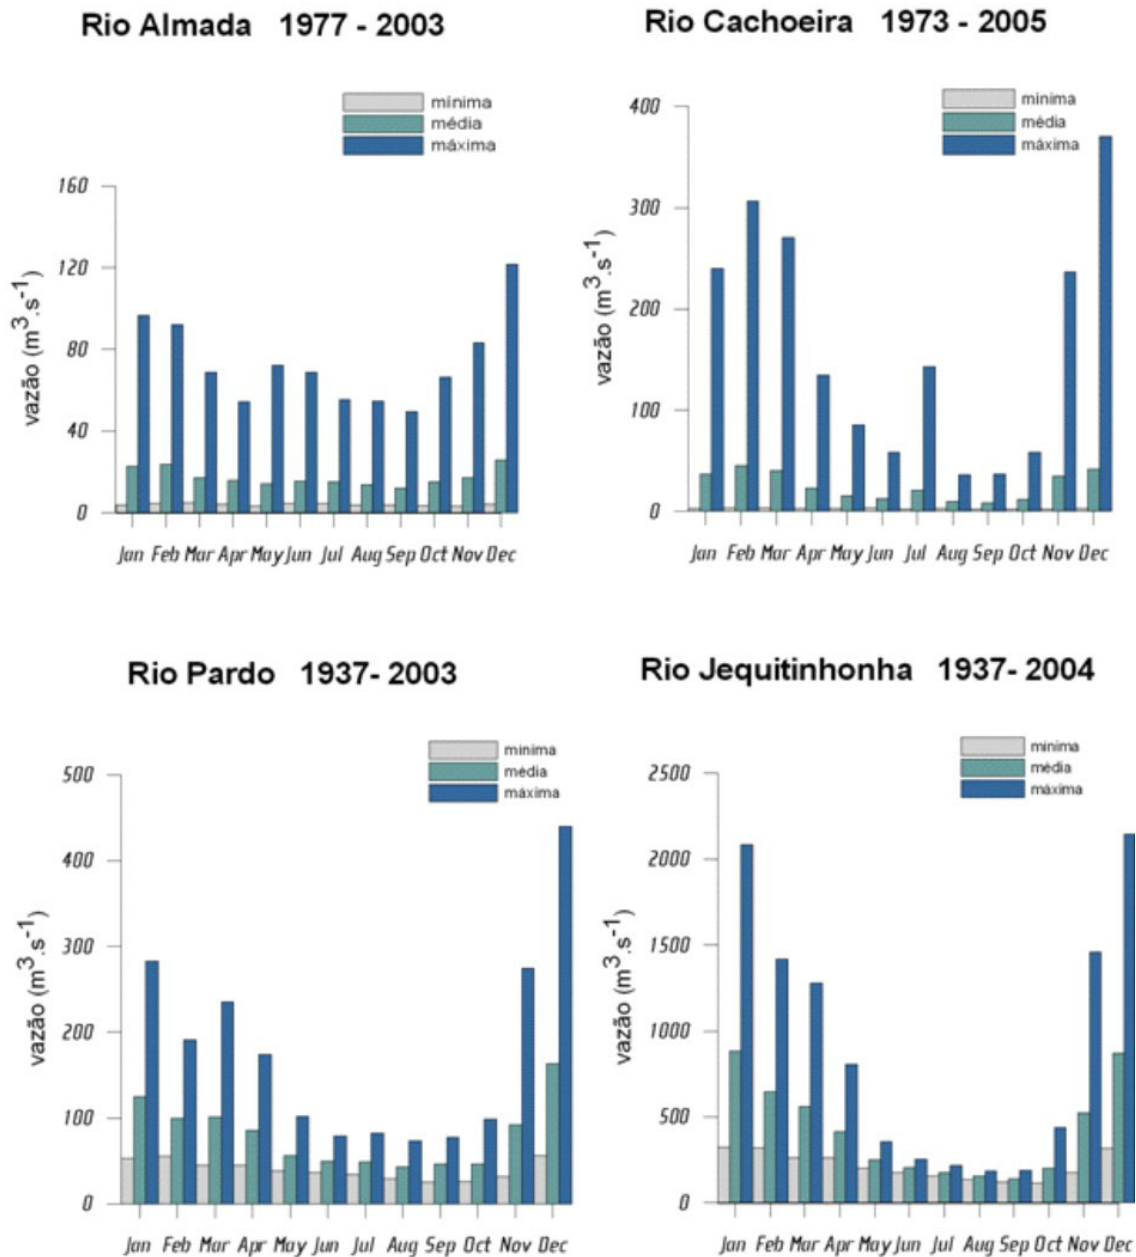 Rio Almada 1977 - 2003
mínima
média
máxima
160
120
80
40
0
vazão (m³.s⁻¹)
Jan Feb Mar Apr May Jun Jul Aug Sep Oct Nov Dec
Rio Cachoeira 1973 - 2005
mínima
média
máxima
400
300
200
100
0
vazão (m³.s⁻¹)
Jan Feb Mar Apr May Jun Jul Aug Sep Oct Nov Dec
Rio Pardo 1937- 2003
mínima
média
máxima
500
400
300
200
100
0
vazão (m³.s⁻¹)
Jan Feb Mar Apr May Jun Jul Aug Sep Oct Nov Dec
Rio Jequitinhonha 1937- 2004
mínima
média
máxima
2500
2000
1500
1000
500
0
vazão (m³.s⁻¹)
Jan Feb Mar Apr May Jun Jul Aug Sep Oct Nov Dec